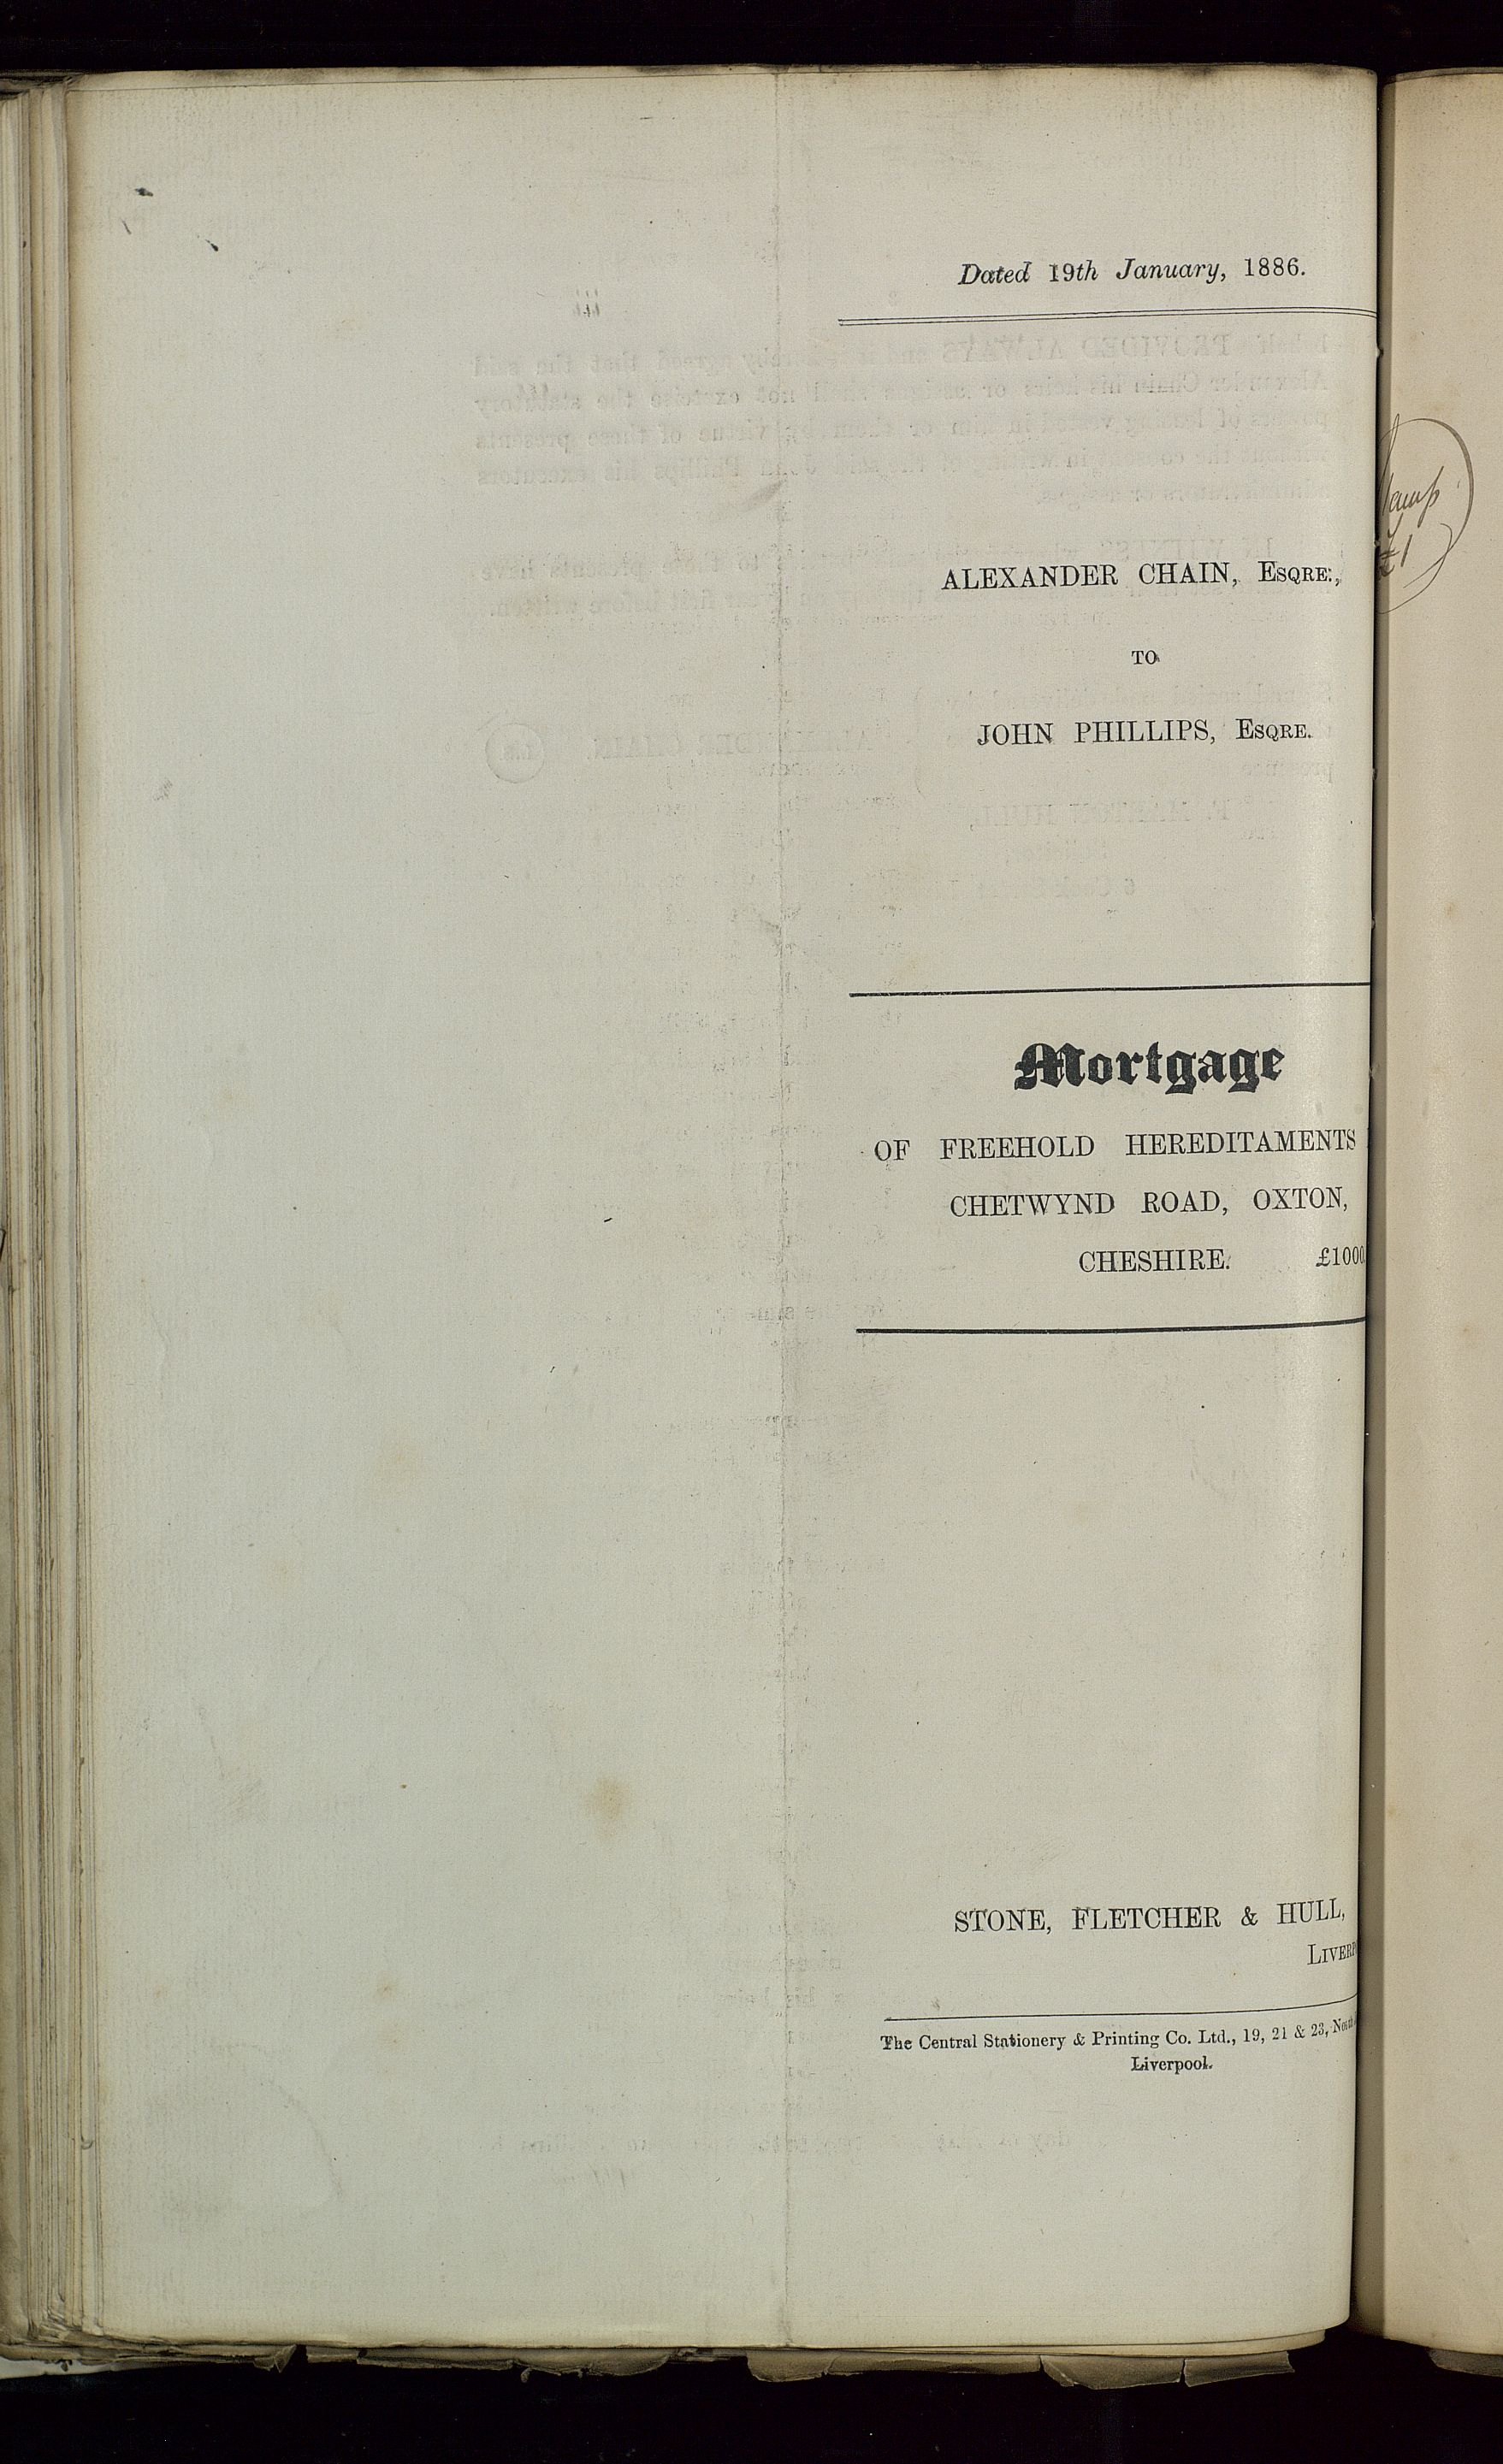 Dated 19th January, 1886.
ALEXANDER CHAIN, ESQRE.,
TO
JOHN PHILLIPS, ESQRE.
Mortgage
OF FREEHOLD HEREDITAMENTS
CHETWYND ROAD, OXTON,
CHESHIRE. £1000
STONE, FLETCHER & HULL,
The Central Stationery & Printing Co. Ltd., 19, 21 & 23,
Liverpool.
£1